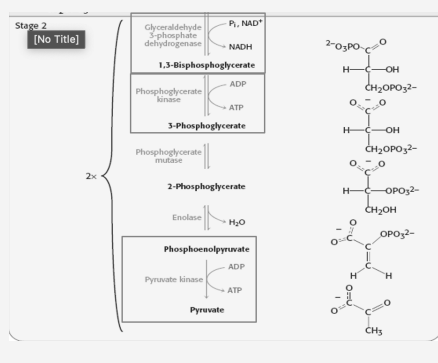 Stage 2
[No Title]
Glyceraldehyde
3-phosphate
dehydrogenase
Pi, NAD+
NADH
1,3-Bisphosphoglycerate
Phosphoglycerate
kinase
ADP
ATP
3-Phosphoglycerate
Phosphoglycerate
mutase
2×
2-Phosphoglycerate
Enolase
H2O
Phosphoenolpyruvate
ADP
Pyruvate kinase
ATP
Pyruvate
2–O3PO
C
O
H
C
OH
CH2OPO32–
O
–
O
C
H
C
OH
CH2OPO32–
O
–
O
C
H
C
OPO32–
CH2OH
O
–
O
C
C
OPO32–
C
H
H
O
–
O
C
C
O
CH3